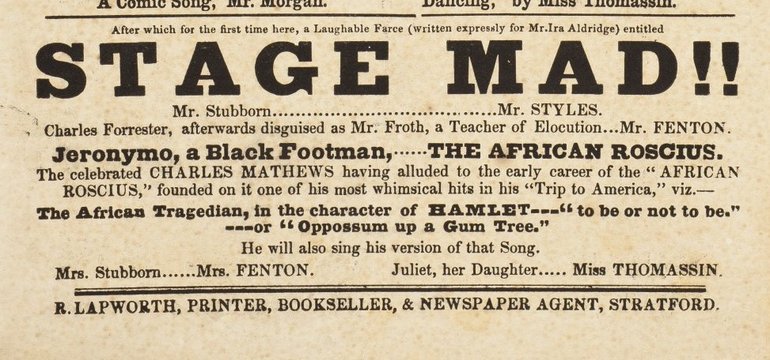 A Comic Song, Mr. Morgan. Dancing, by Miss Thomassin.
After which for the first time here, a Laughable Farce (written expressly for Mr.Ira Aldridge) entitled
STAGE MAD!!
Mr. Stubborn..........................................Mr. STYLES.
Charles Forrester, afterwards disguised as Mr. Froth, a Teacher of Elocution...Mr. FENTON.
Jeronymo, a Black Footman,......THE AFRICAN ROSCIUS.
The celebrated CHARLES MATHEWS having alluded to the early career of the "AFRICAN
ROSCIUS," founded on it one of his most whimsical hits in his "Trip to America," viz.—
The African Tragedian, in the character of HAMLET---"to be or not to be."
---or "Oppossum up a Gum Tree."
He will also sing his version of that Song.
Mrs. Stubborn......Mrs. FENTON. Juliet, her Daughter..... Miss THOMASSIN.
R. LAPWORTH, PRINTER, BOOKSELLER, & NEWSPAPER AGENT, STRATFORD.